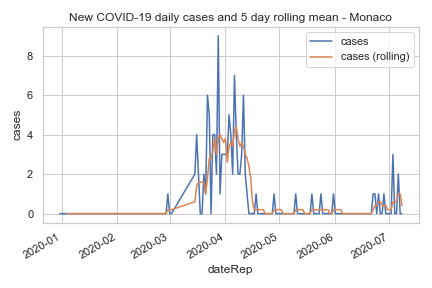 New COVID-19 daily cases and 5 day rolling mean - Monaco
cases
cases (rolling)
cases
8
6
4
2
0
2020-01
2020-02
2020-03
2020-04
2020-05
2020-06
2020-07
dateRep